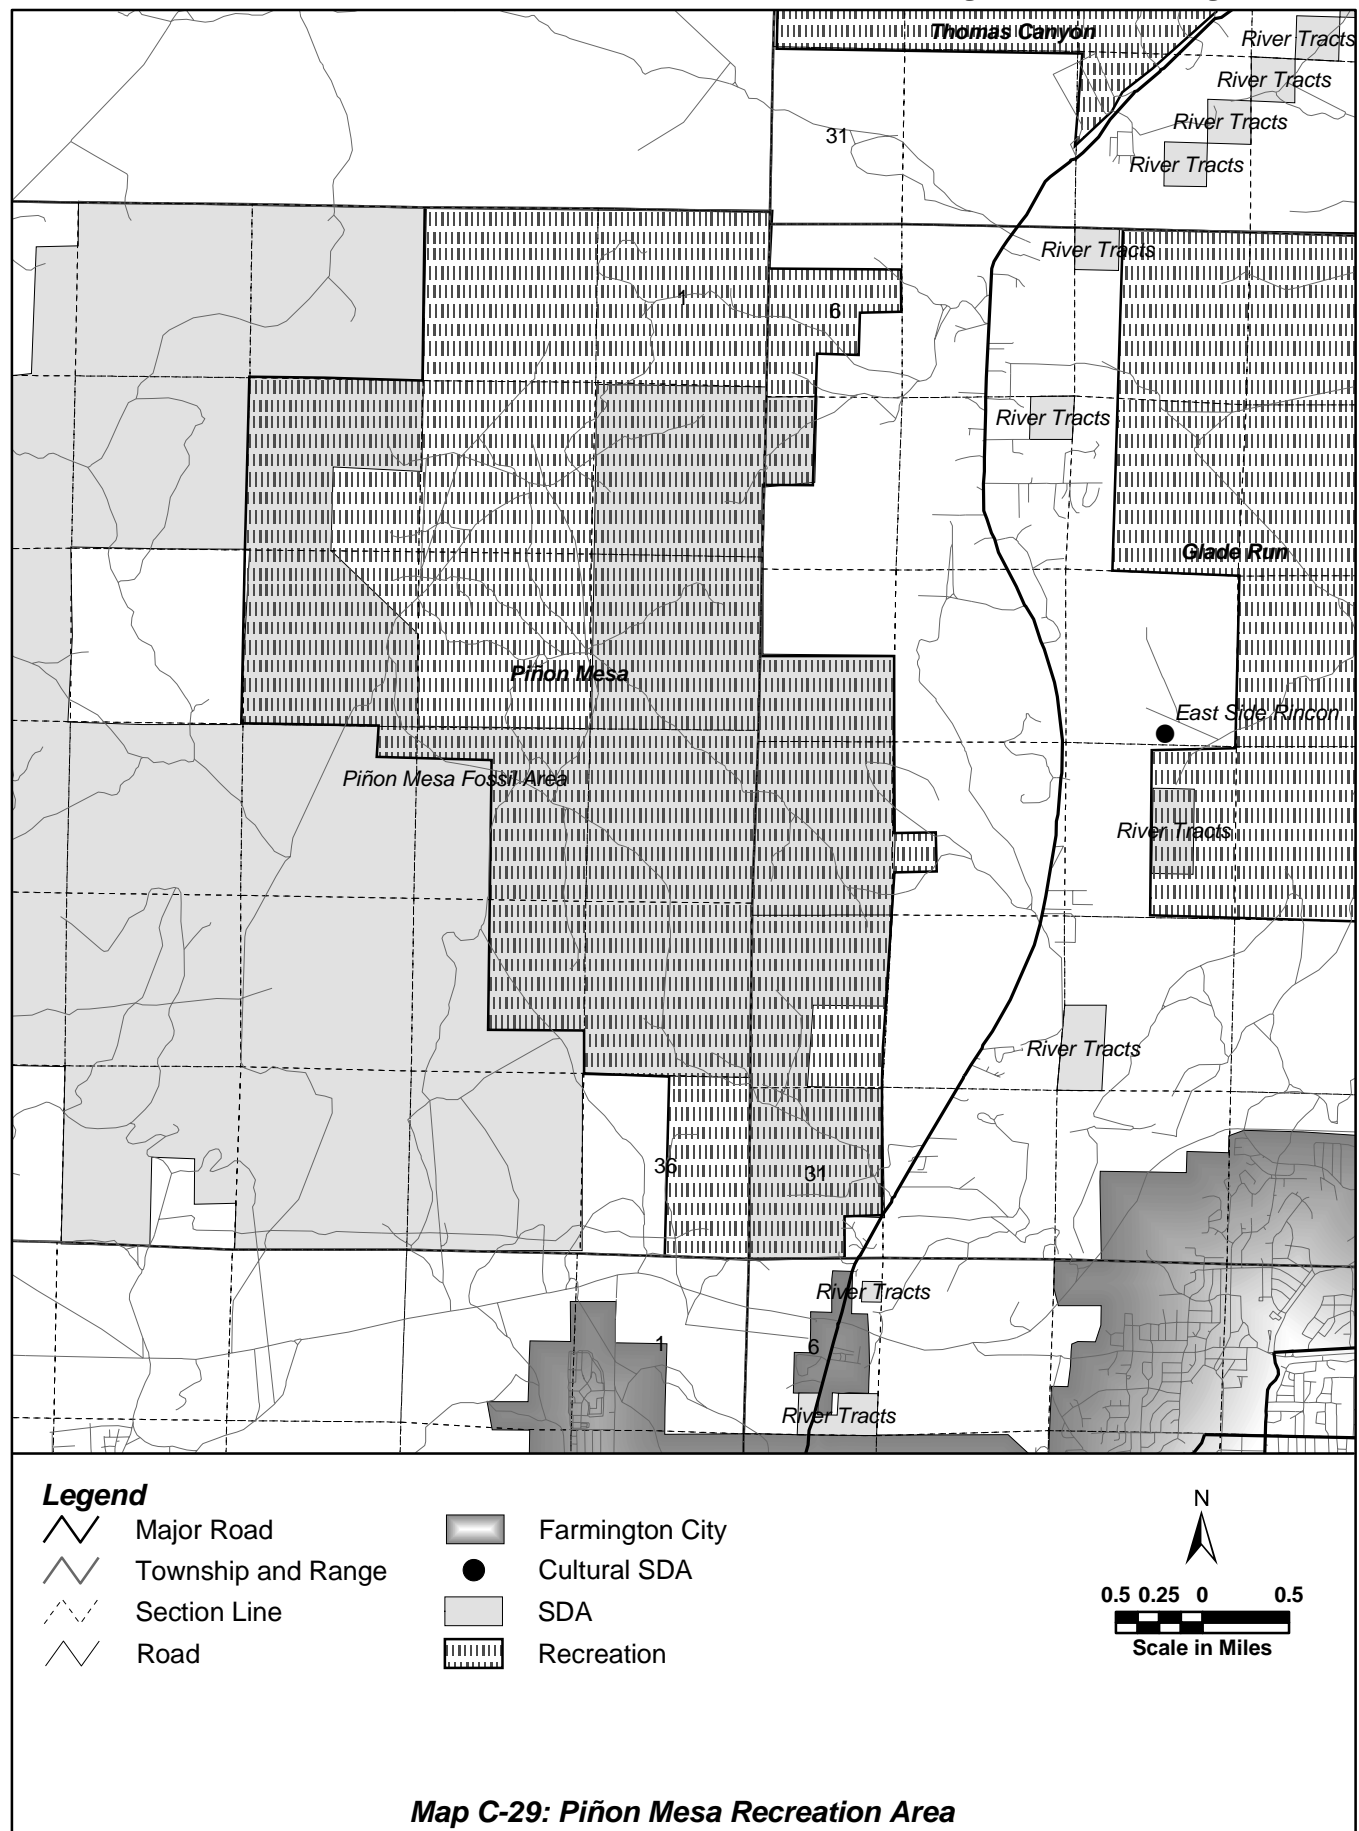 Thomas Canyon
River Tracts
River Tracts
River Tracts
31
River Tracts
River Tracts
1
6
River Tracts
Glade Run
Piñon Mesa
East Side Rincon
Piñon Mesa Fossil Area
River Tracts
River Tracts
36
31
River Tracts
1
6
River Tracts
Legend
Major Road
Township and Range
Section Line
Road
Farmington City
Cultural SDA
SDA
Recreation
N
0.5 0.25 0 0.5
Scale in Miles
Map C-29: Piñon Mesa Recreation Area